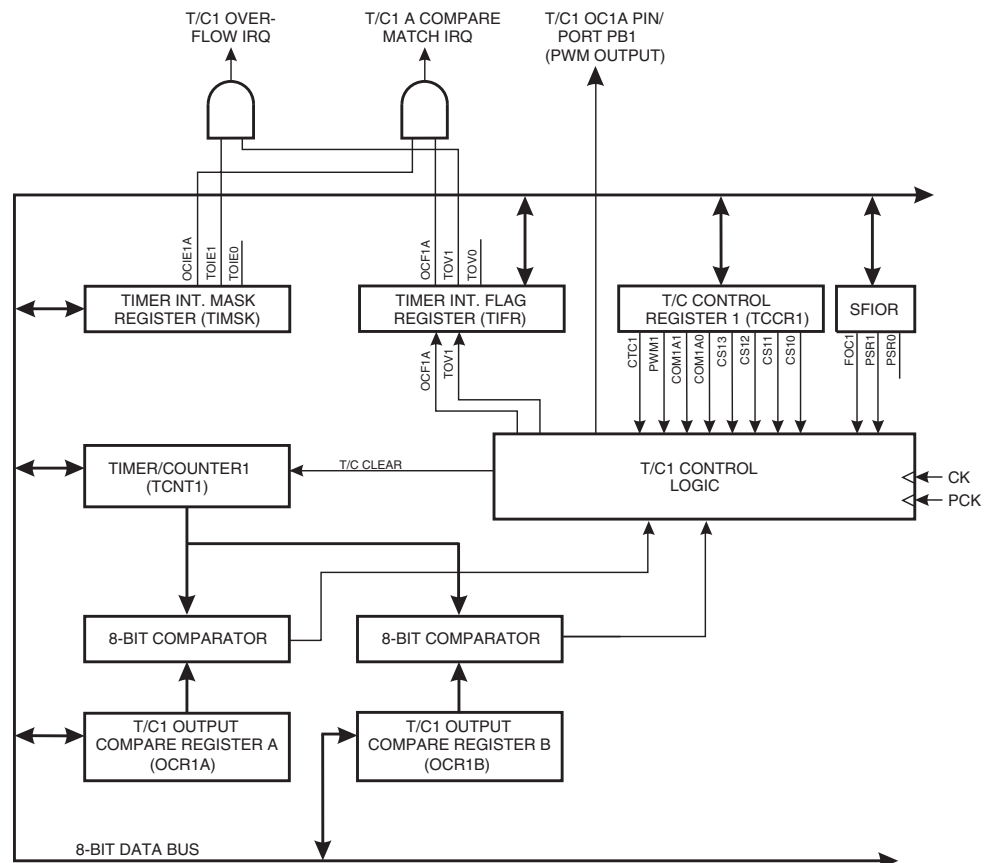 T/C1 OVER-
FLOW IRQ
T/C1 A COMPARE
MATCH IRQ
T/C1 OC1A PIN/
PORT PB1
(PWM OUTPUT)
OCIE1A
TOIE1
TOIE0
OCF1A
TOV1
TOV0
TIMER INT. MASK
REGISTER (TIMSK)
TIMER INT. FLAG
REGISTER (TIFR)
T/C CONTROL
REGISTER 1 (TCCR1)
SFIOR
OCF1A
TOV1
CTC1
PWM1
COM1A1
COM1A0
CS13
CS12
CS11
CS10
FOC1
PSR1
PSR0
TIMER/COUNTER1
(TCNT1)
T/C CLEAR
T/C1 CONTROL
LOGIC
CK
PCK
8-BIT COMPARATOR
8-BIT COMPARATOR
T/C1 OUTPUT
COMPARE REGISTER A
(OCR1A)
T/C1 OUTPUT
COMPARE REGISTER B
(OCR1B)
8-BIT DATA BUS